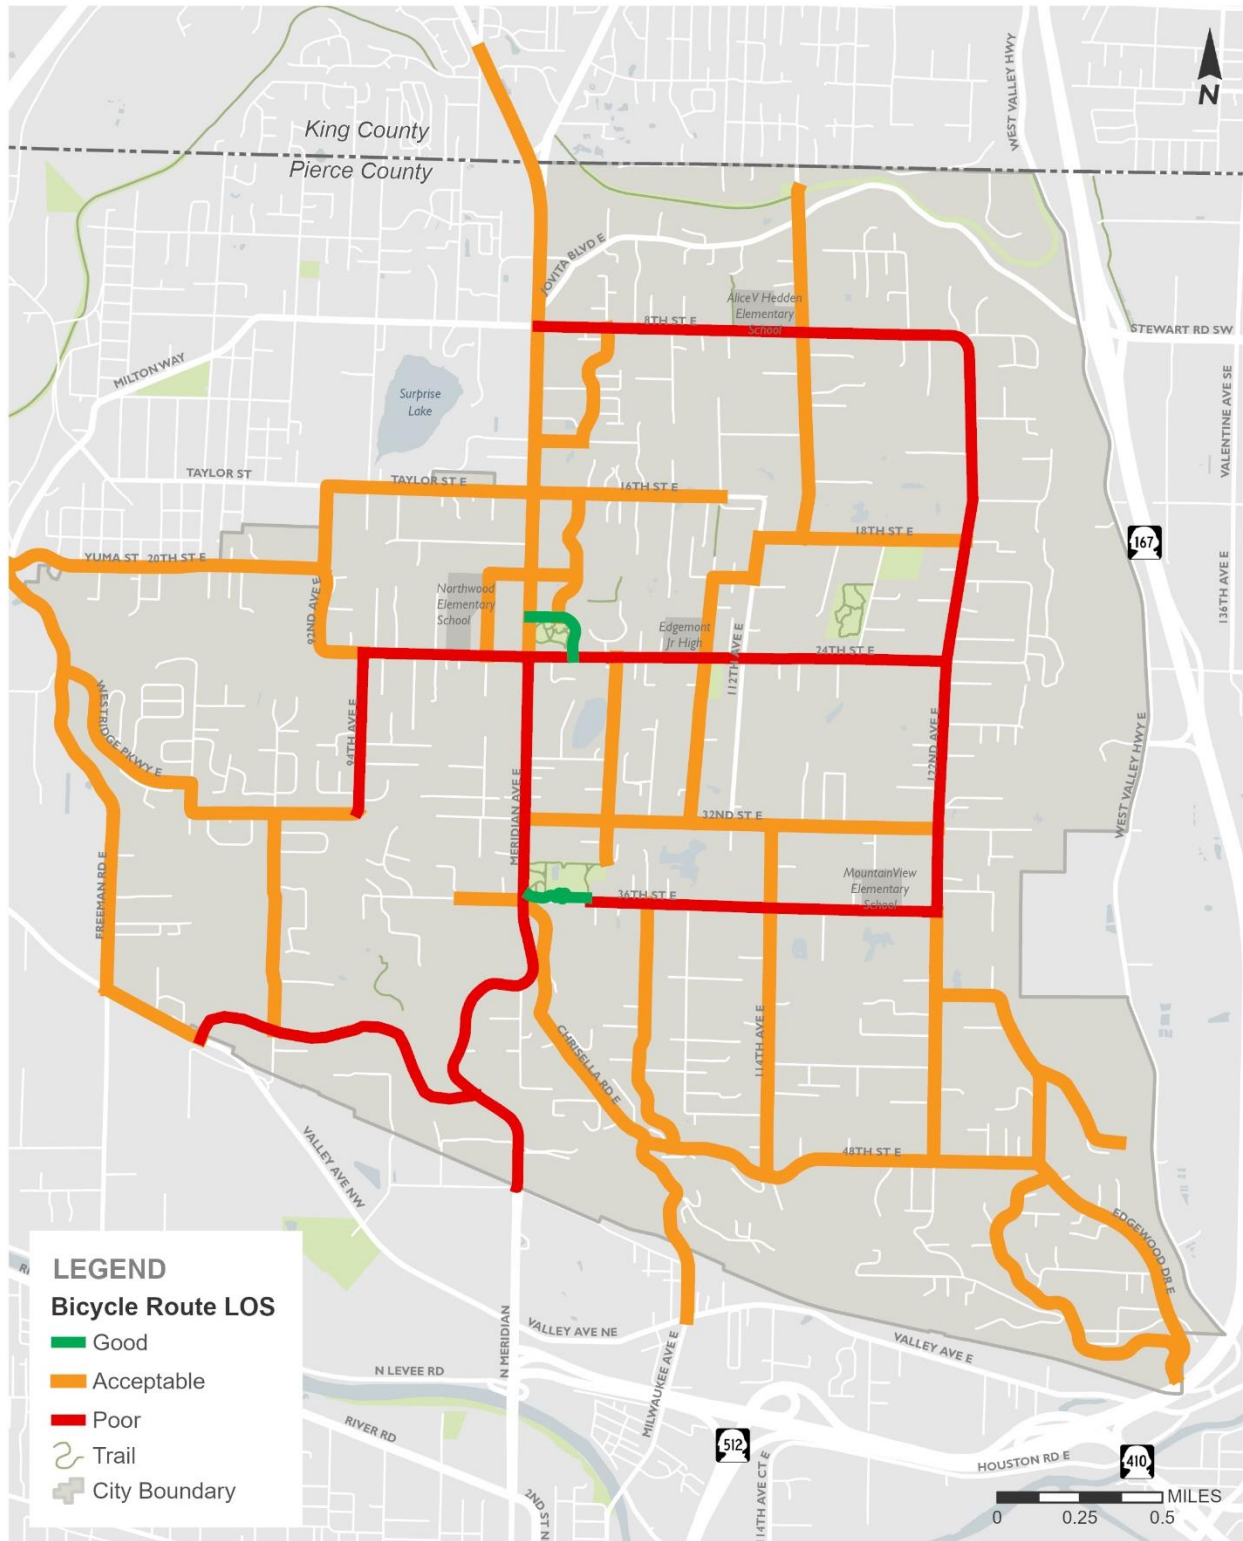 King County
Pierce County
N
WEST VALLEY HWY
JOVITA BLVD E
Alice V Hedden
Elementary
School
8TH ST E
STEWART RD SW
MILTON WAY
Surprise
Lake
VALENTINE AVE SE
TAYLOR ST
TAYLOR ST E
16TH ST E
18TH ST E
167
YUMA ST
20TH ST E
92ND AVE E
Northwood
Elementary
School
Edgemont
Jr High
136TH AVE E
112TH AVE E
24TH ST E
WESTRIDGE PKWY E
94TH AVE E
MERIDIAN AVE E
122ND AVE E
WEST VALLEY HWY E
32ND ST E
FREEMAN RD E
36TH ST E
MountainView
Elementary
School
CHRISELLA RD E
114TH AVE E
48TH ST E
EDGEWOOD DR E
VALLEY AVE NW
VALLEY AVE NE
VALLEY AVE E
N MERIDIAN
N LEVEE RD
RIVER RD
MILWAUKEE AVE E
2ND ST N
512
114TH AVE CT E
HOUSTON RD E
410
LEGEND
Bicycle Route LOS
Good
Acceptable
Poor
Trail
City Boundary
MILES
0 0.25 0.5